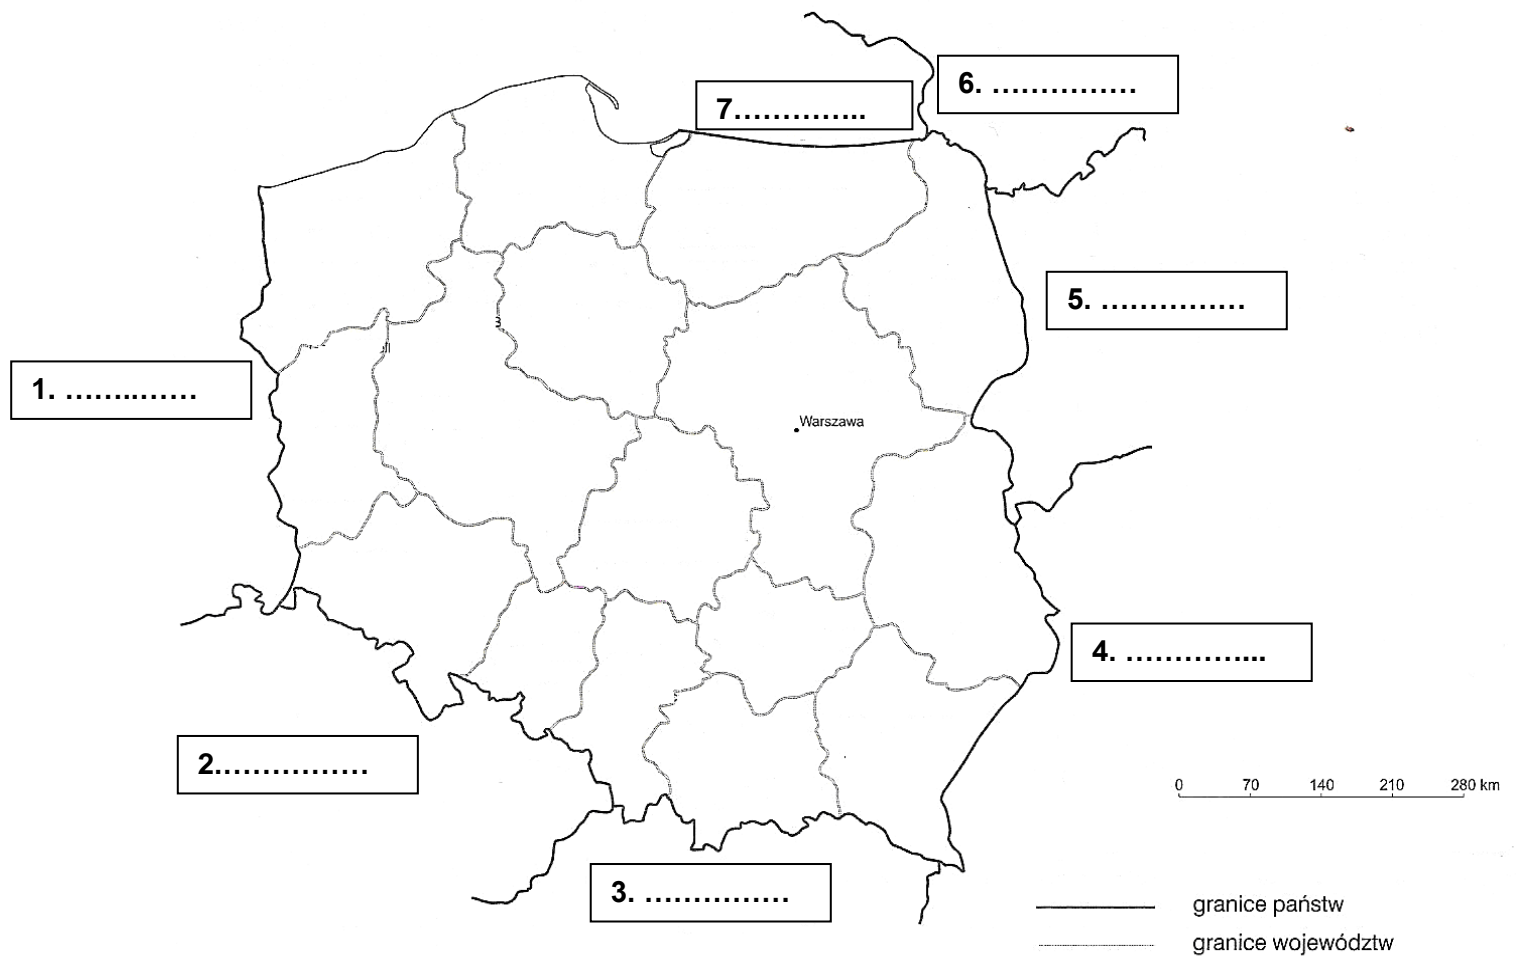 6. ……………
7…………..
5. ……………
1. ……..……
Warszawa
4. …………...
2……………
0 70 140 210 280 km
3. ……………
granice państw
granice województw